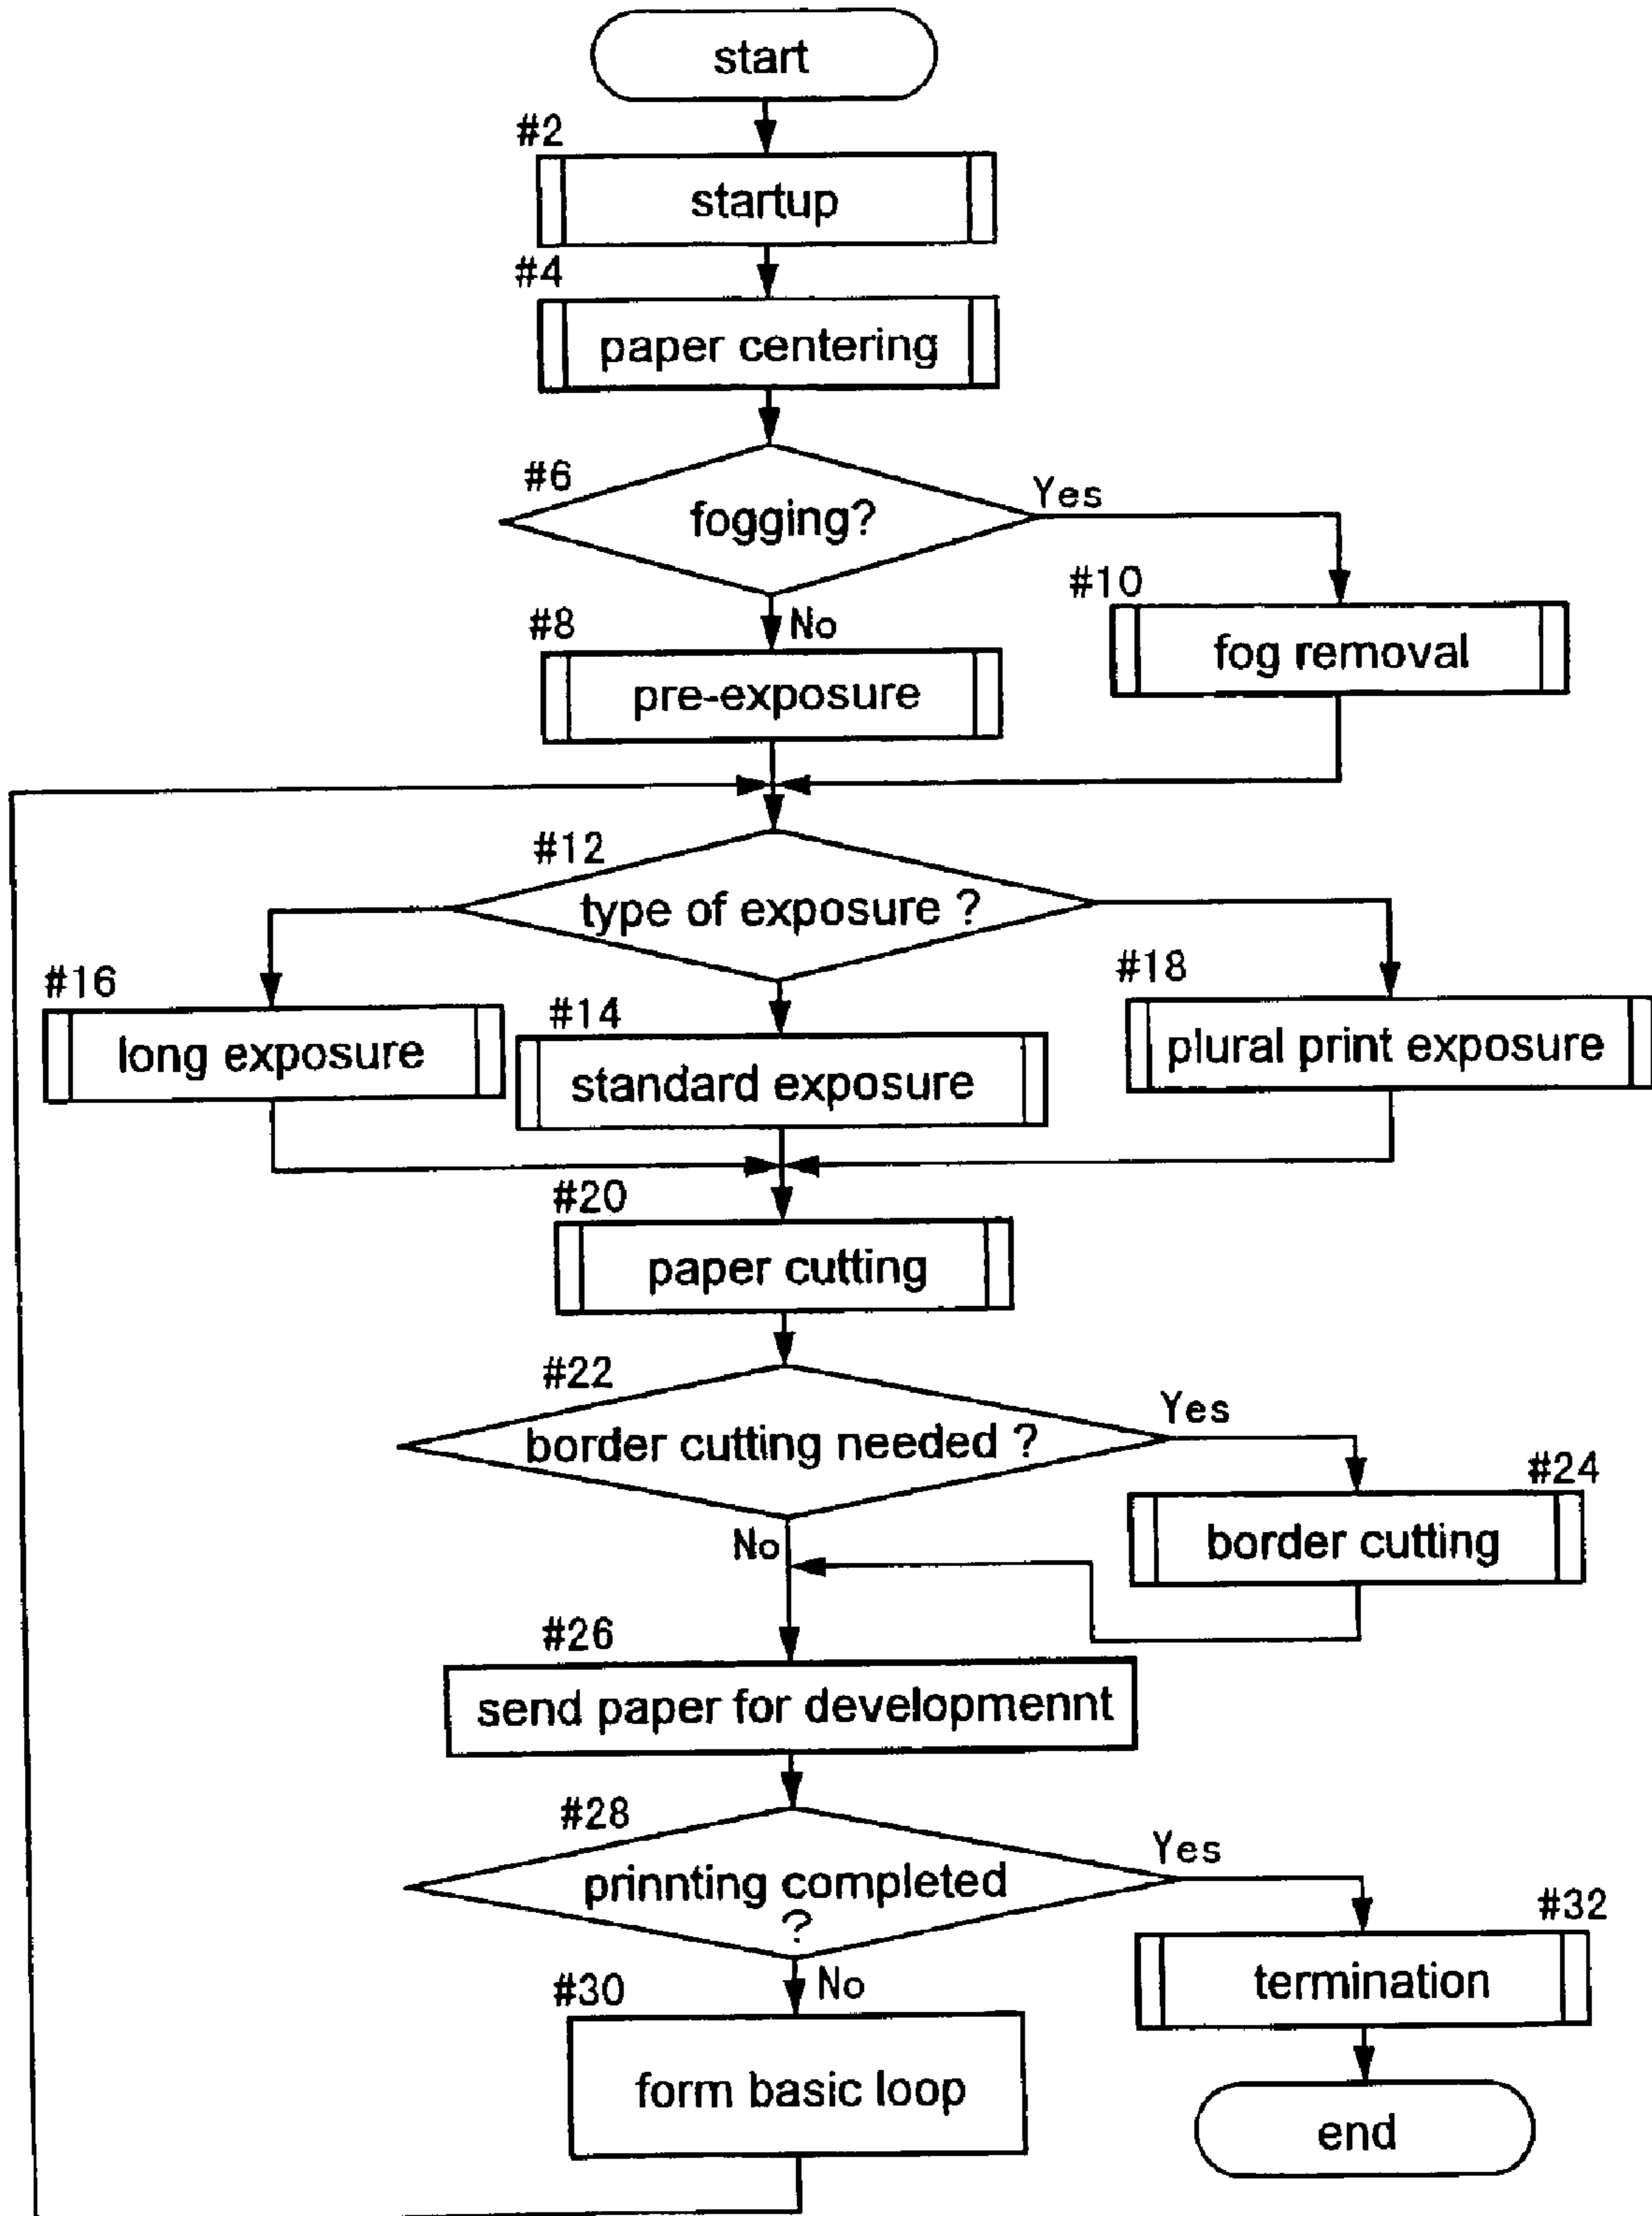 start
#2
startup
#4
paper centering
#6
fogging?
Yes
No
#8
pre-exposure
#10
fog removal
#12
type of exposure ?
#16
long exposure
#14
standard exposure
#18
plural print exposure
#20
paper cutting
#22
border cutting needed ?
Yes
No
#24
border cutting
#26
send paper for developmennt
#28
prinnting completed
?
Yes
No
#30
form basic loop
#32
termination
end